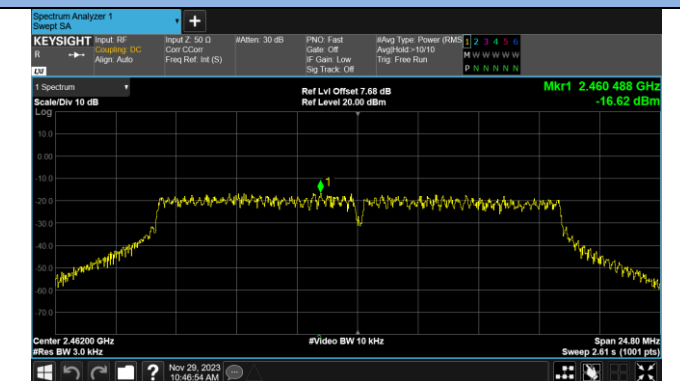 Spectrum Analyzer 1
Swept SA
+
KEYSIGHT Input: RF Input Z: 50 Ω #Atten: 30 dB PNO: Fast #Avg Type: Power (RMS 1 2 3 4 5 6
R Coupling: DC Corr CCorr Gate: Off Avg|Hold:>10/10 M W W W W W
Align: Auto Freq Ref: Int (S) IF Gain: Low Trig: Free Run
LXI Sig Track: Off P N N N N N
1 Spectrum Ref Lvl Offset 7.68 dB Mkr1 2.460 488 GHz
Scale/Div 10 dB Ref Level 20.00 dBm -16.62 dBm
Log
10.0
0.00
-10.0
1
-20.0
-30.0
-40.0
-50.0
-60.0
-70.0
Center 2.46200 GHz #Video BW 10 kHz Span 24.80 MHz
#Res BW 3.0 kHz Sweep 2.61 s (1001 pts)
? Nov 29, 2023
10:46:54 AM